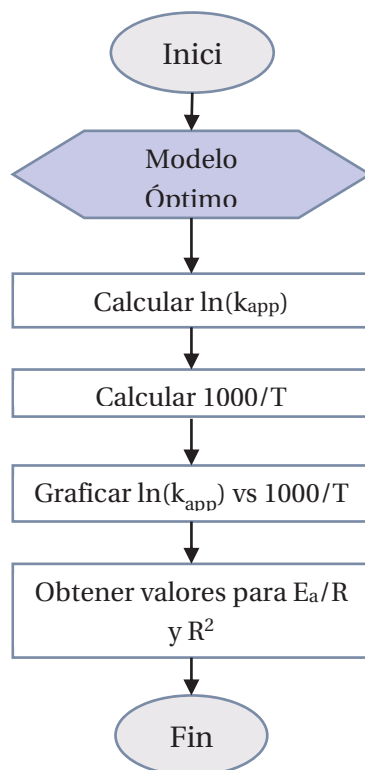 Inici
Modelo
Óptimo
Calcular ln(kapp)
Calcular 1000/T
Graficar ln(kapp) vs 1000/T
Obtener valores para Ea/R
y R²
Fin